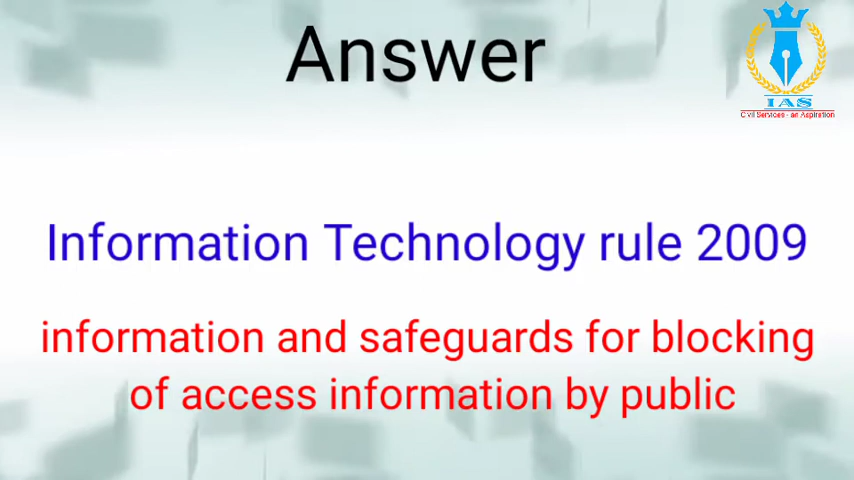 Answer
IAS
Civil Services - an Aspiration
Information Technology rule 2009
information and safeguards for blocking
of access information by public